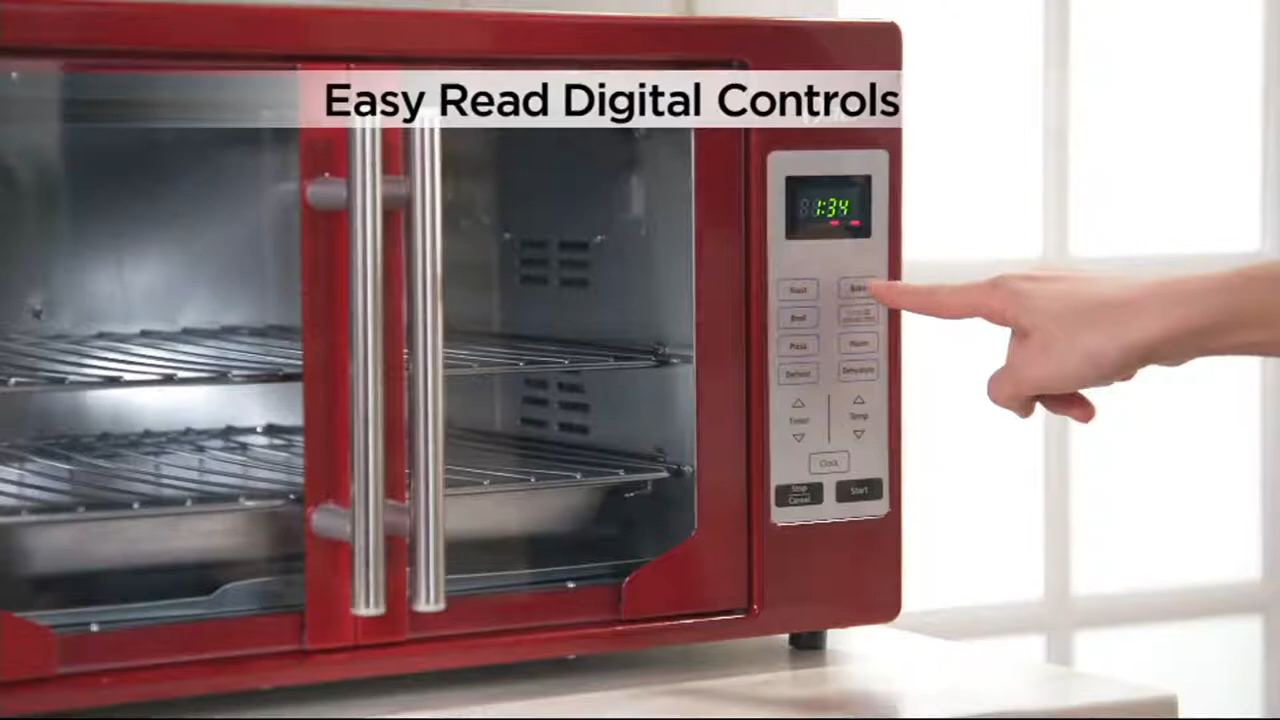 Easy Read Digital Controls
1:34
Toast
Bake
Broil
Pizza
Warm
Defrost
Dehydrate
Timer
Temp
Clock
Stop
Cancel
Start